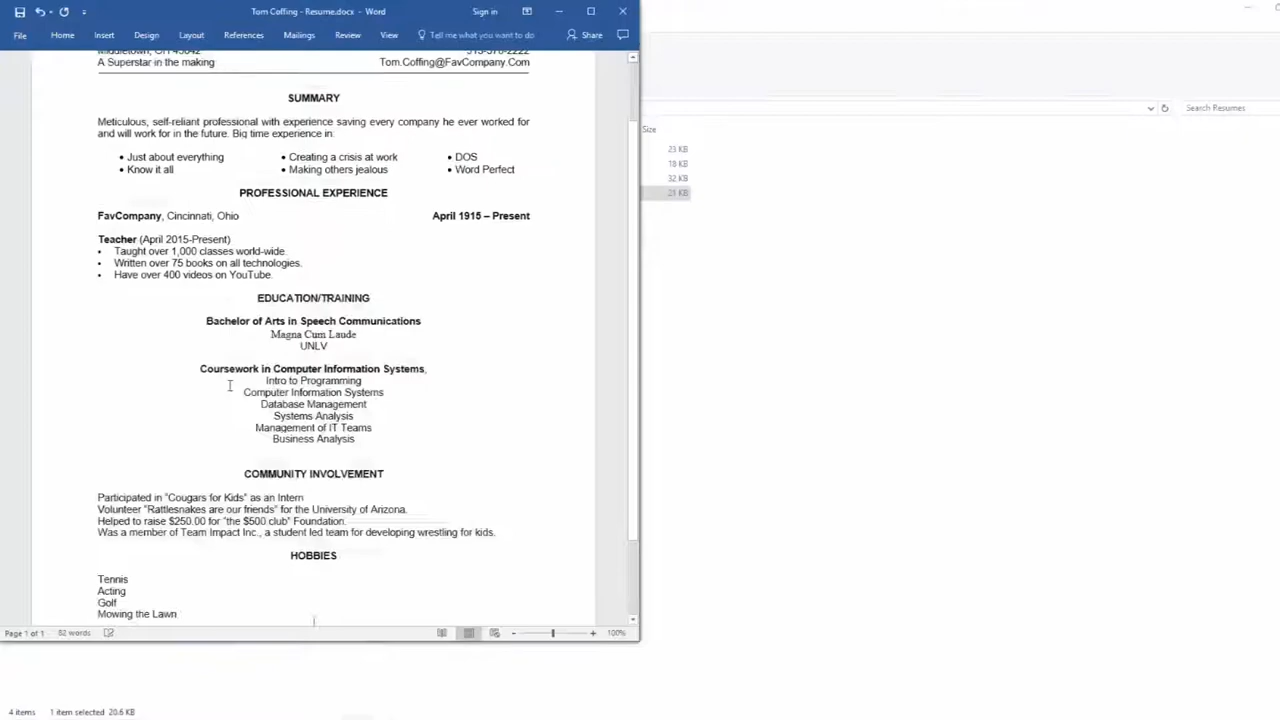 Tom Coffing - Resume.docx - Word
Sign in
File Home Insert Design Layout References Mailings Review View Tell me what you want to do Share
Middletown, OH 45042 513-570-2222
A Superstar in the making Tom.Coffing@FavCompany.Com
SUMMARY
Meticulous, self-reliant professional with experience saving every company he ever worked for
and will work for in the future. Big time experience in:
• Just about everything • Creating a crisis at work • DOS
• Know it all • Making others jealous • Word Perfect
PROFESSIONAL EXPERIENCE
FavCompany, Cincinnati, Ohio April 1915 – Present
Teacher (April 2015-Present)
• Taught over 1,000 classes world-wide.
• Written over 75 books on all technologies.
• Have over 400 videos on YouTube.
EDUCATION/TRAINING
Bachelor of Arts in Speech Communications
Magna Cum Laude
UNLV
Coursework in Computer Information Systems,
Intro to Programming
Computer Information Systems
Database Management
Systems Analysis
Management of IT Teams
Business Analysis
COMMUNITY INVOLVEMENT
Participated in "Cougars for Kids" as an Intern
Volunteer "Rattlesnakes are our friends" for the University of Arizona.
Helped to raise $250.00 for "the $500 club" Foundation.
Was a member of Team Impact Inc., a student led team for developing wrestling for kids.
HOBBIES
Tennis
Acting
Golf
Mowing the Lawn
Page 1 of 1 82 words 100%
Search Resumes
Size
23 KB
18 KB
32 KB
21 KB
4 items 1 item selected 20.6 KB